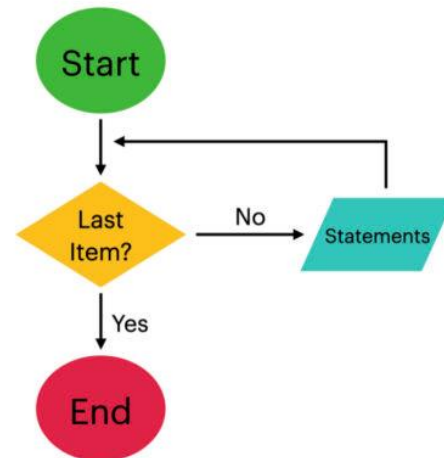 Start
Last
Item?
No
Statements
Yes
End